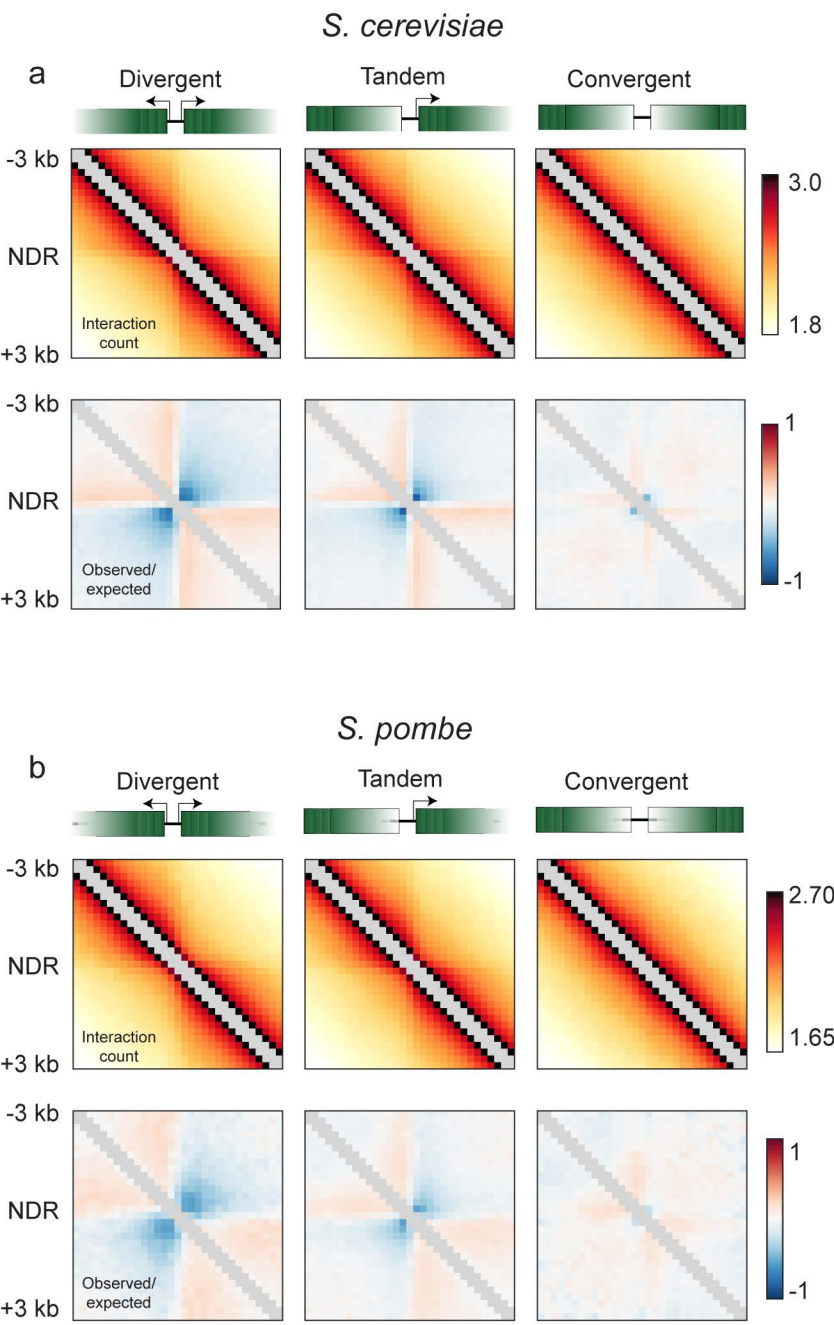 S. cerevisiae
a
Divergent
Tandem
Convergent
-3 kb
NDR
+3 kb
Interaction
count
3.0
1.8
-3 kb
NDR
+3 kb
Observed/
expected
1
-1
S. pombe
b
Divergent
Tandem
Convergent
-3 kb
NDR
+3 kb
Interaction
count
2.70
1.65
-3 kb
NDR
+3 kb
Observed/
expected
1
-1